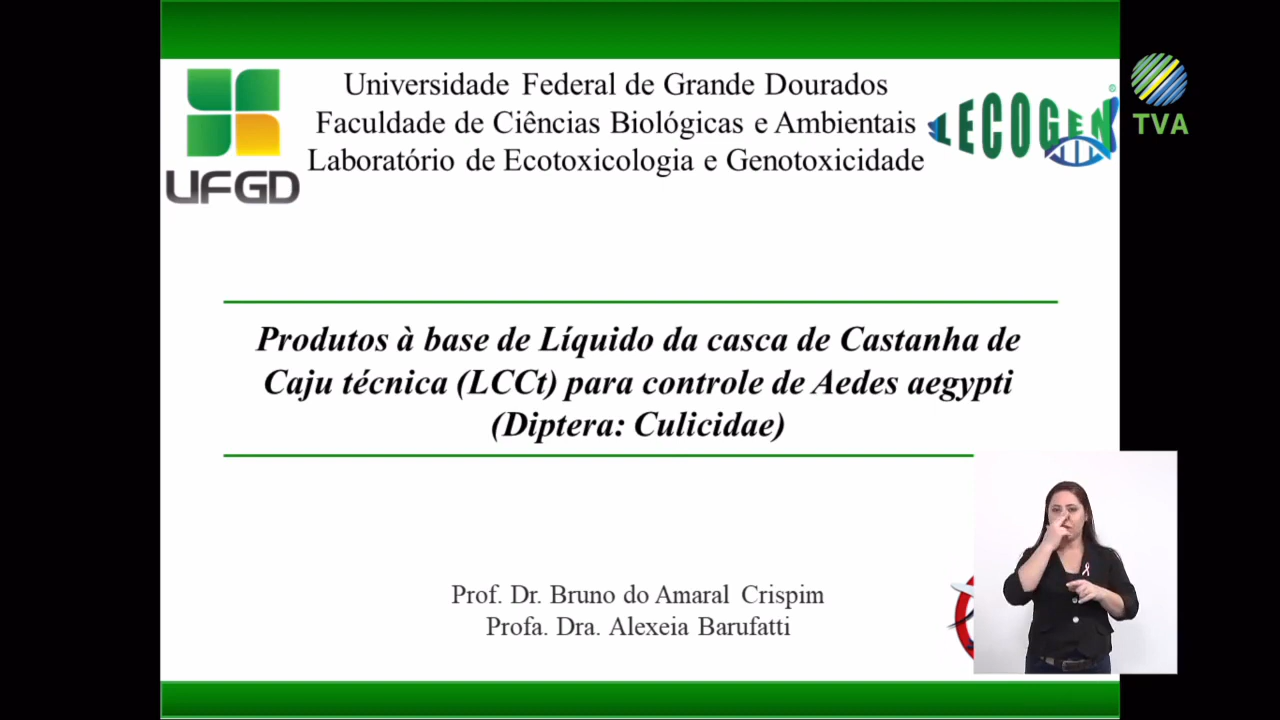 Universidade Federal de Grande Dourados
Faculdade de Ciências Biológicas e Ambientais
Laboratório de Ecotoxicologia e Genotoxicidade
UFGD
LECOGEN®
TVA
Produtos à base de Líquido da casca de Castanha de
Caju técnica (LCCt) para controle de Aedes aegypti
(Diptera: Culicidae)
Prof. Dr. Bruno do Amaral Crispim
Profa. Dra. Alexeia Barufatti